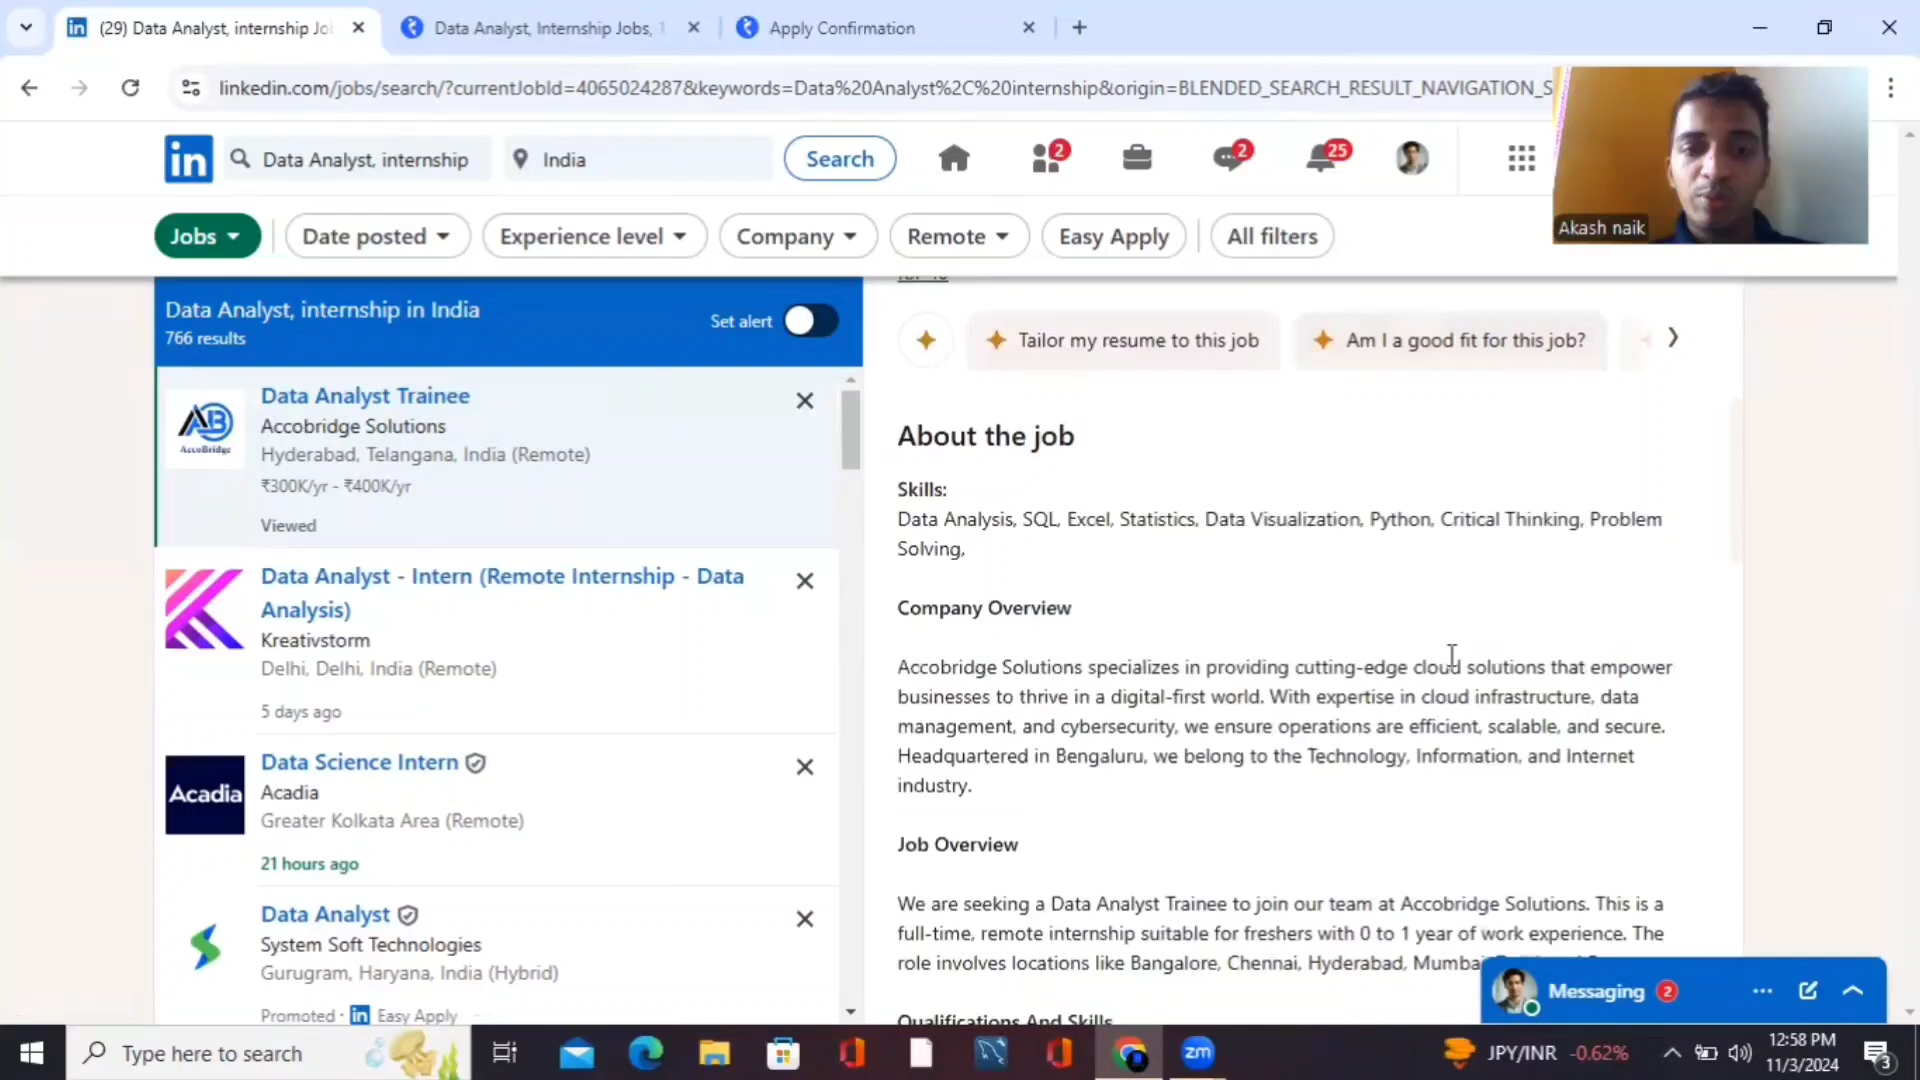 (29) Data Analyst, internship Jo
Data Analyst, Internship Jobs,
Apply Confirmation
linkedin.com/jobs/search/?currentJobId=4065024287&keywords=Data%20Analyst%2C%20internship&origin=BLENDED_SEARCH_RESULT_NAVIGATION_S
in
Data Analyst, internship
India
Search
2
2
25
Akash naik
Jobs
Date posted
Experience level
Company
Remote
Easy Apply
All filters
Data Analyst, internship in India
766 results
Set alert
Data Analyst Trainee
Accobridge Solutions
Hyderabad, Telangana, India (Remote)
₹300K/yr - ₹400K/yr
Viewed
AB
AccoBridge
Data Analyst - Intern (Remote Internship - Data
Analysis)
Kreativstorm
Delhi, Delhi, India (Remote)
5 days ago
Data Science Intern
Acadia
Acadia
Greater Kolkata Area (Remote)
21 hours ago
Data Analyst
System Soft Technologies
Gurugram, Haryana, India (Hybrid)
Promoted · in Easy Apply
Tailor my resume to this job
Am I a good fit for this job?
About the job
Skills:
Data Analysis, SQL, Excel, Statistics, Data Visualization, Python, Critical Thinking, Problem
Solving,
Company Overview
Accobridge Solutions specializes in providing cutting-edge cloud solutions that empower
businesses to thrive in a digital-first world. With expertise in cloud infrastructure, data
management, and cybersecurity, we ensure operations are efficient, scalable, and secure.
Headquartered in Bengaluru, we belong to the Technology, Information, and Internet
industry.
Job Overview
We are seeking a Data Analyst Trainee to join our team at Accobridge Solutions. This is a
full-time, remote internship suitable for freshers with 0 to 1 year of work experience. The
role involves locations like Bangalore, Chennai, Hyderabad, Mumbai
Qualifications And Skills
Messaging 2
Type here to search
zm
JPY/INR -0.62%
12:58 PM
11/3/2024
3